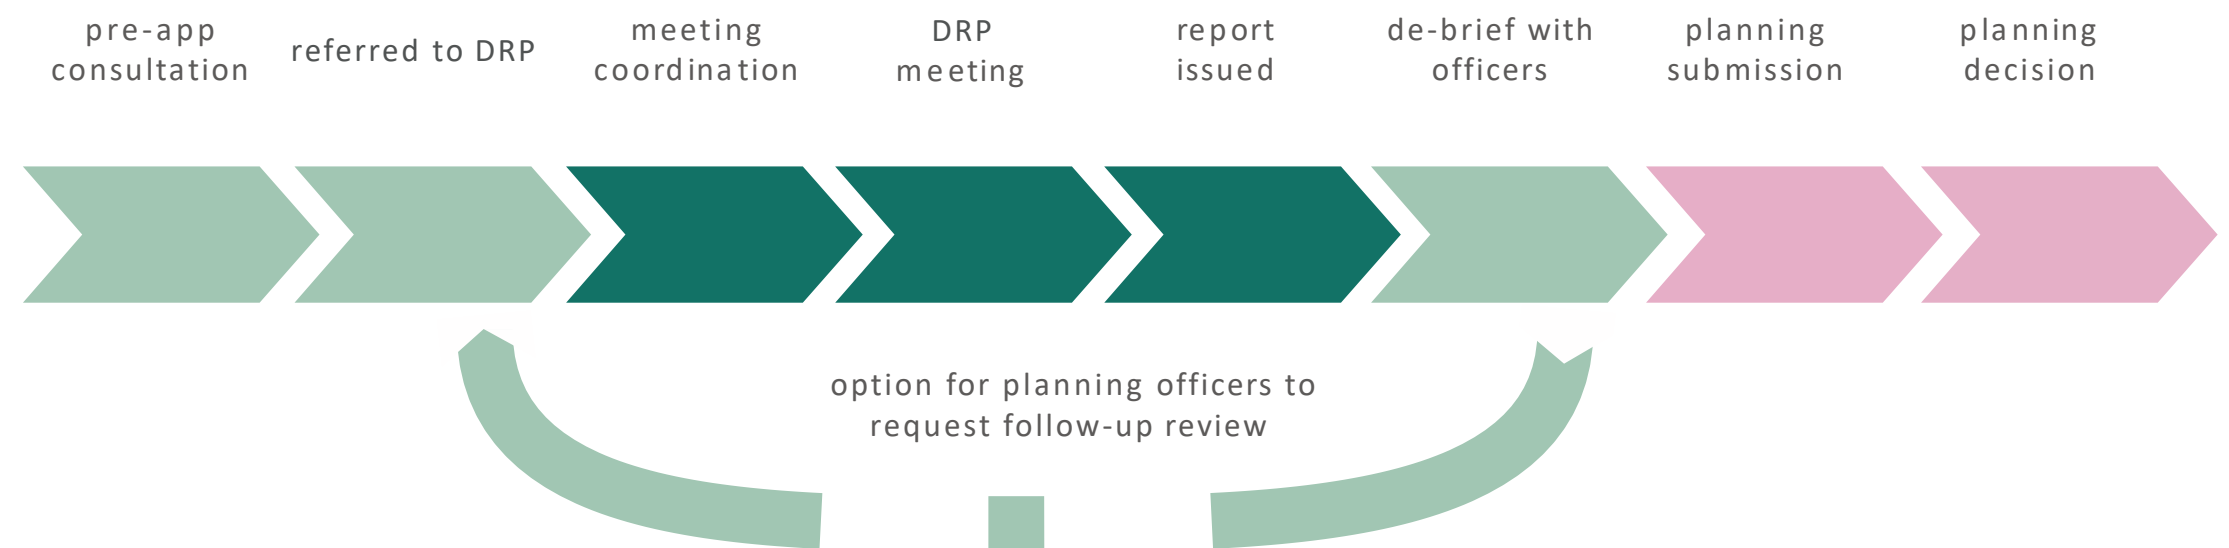 pre-app
consultation
referred to DRP
meeting
coordination
DRP
meeting
report
issued
de-brief with
officers
planning
submission
planning
decision
option for planning officers to
request follow-up review